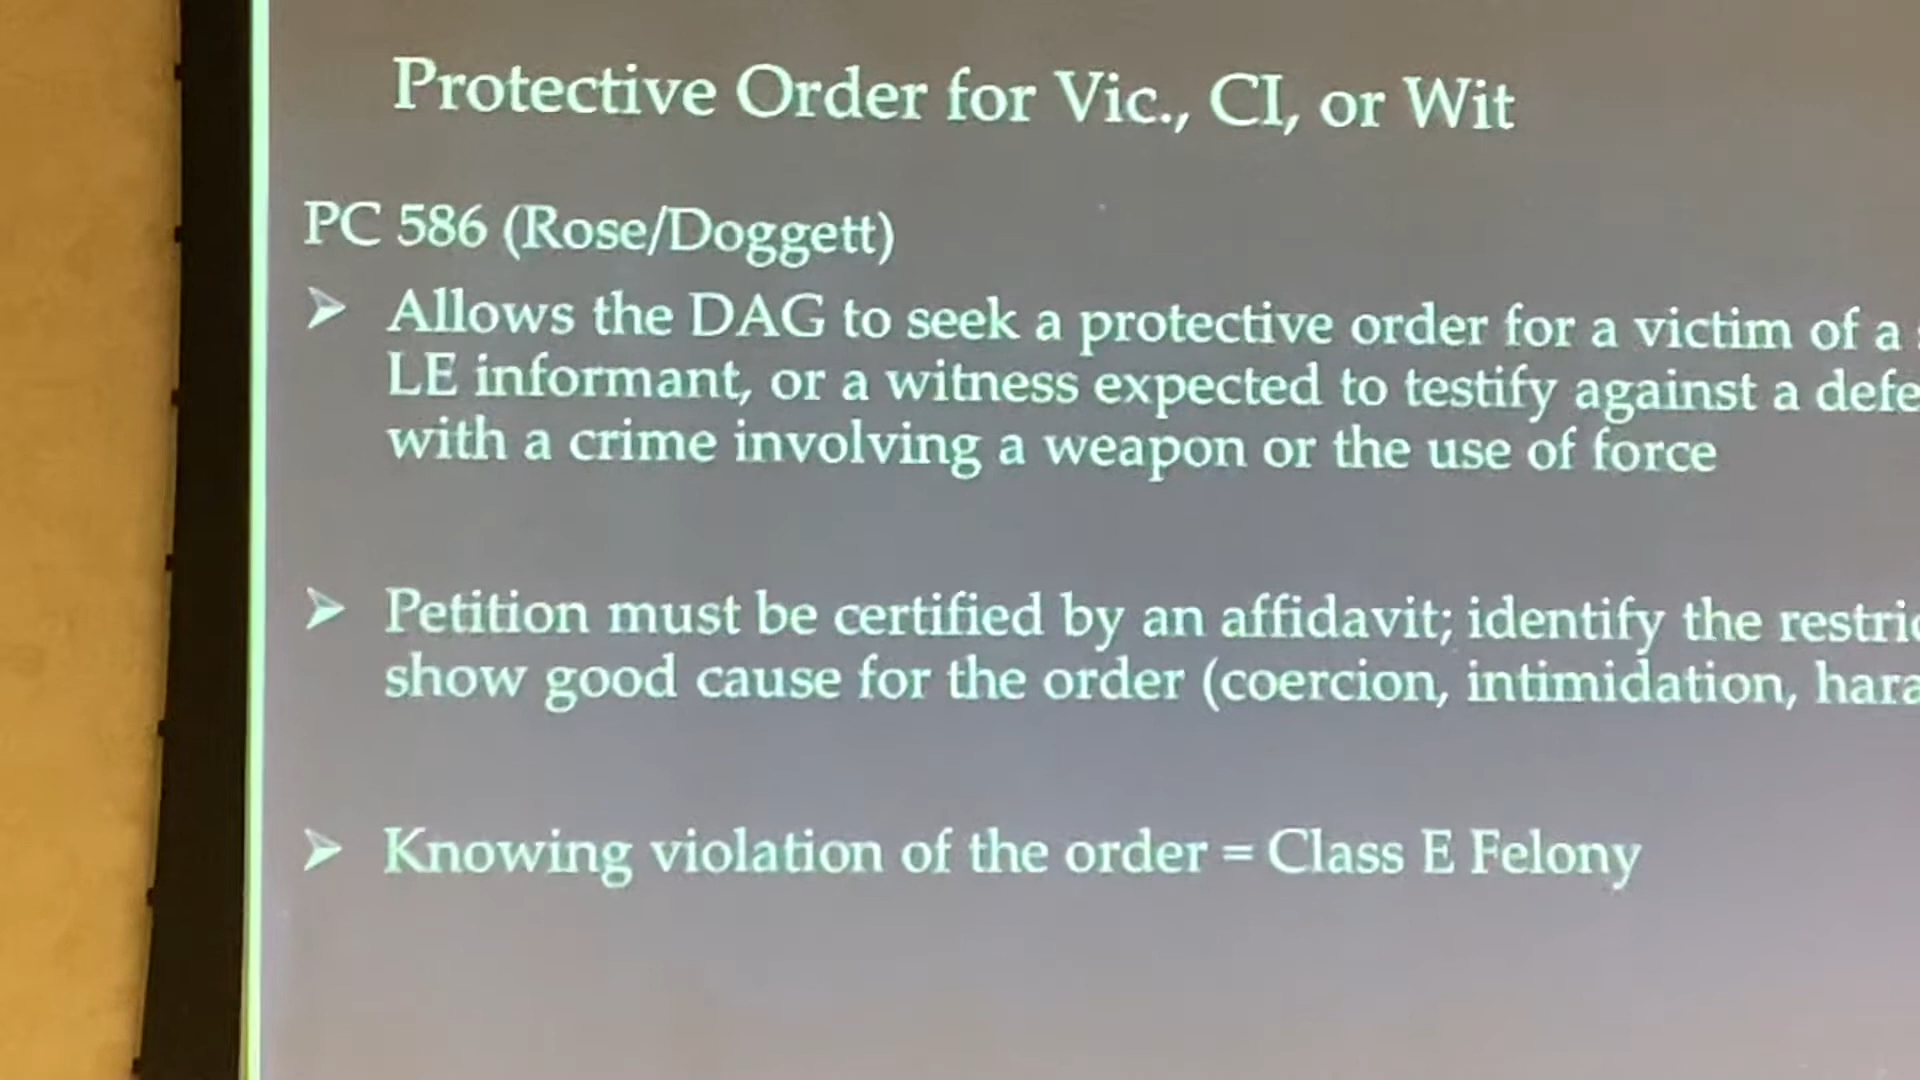 Protective Order for Vic., CI, or Wit
PC 586 (Rose/Doggett)
➢ Allows the DAG to seek a protective order for a victim of a
LE informant, or a witness expected to testify against a defe
with a crime involving a weapon or the use of force
➢ Petition must be certified by an affidavit; identify the restric
show good cause for the order (coercion, intimidation, hara
➢ Knowing violation of the order = Class E Felony